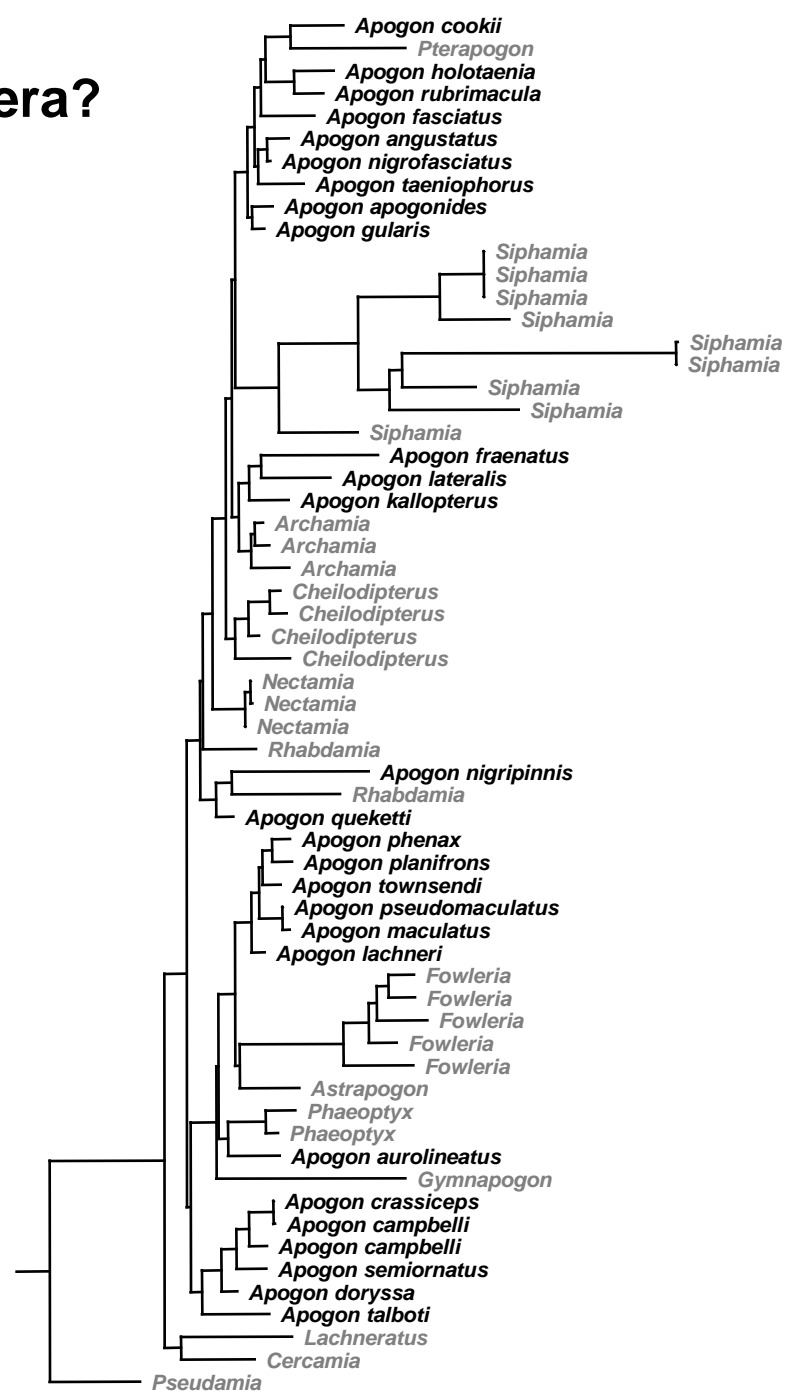 era?
Apogon cookii
Pterapogon
Apogon holotaenia
Apogon rubrimacula
Apogon fasciatus
Apogon angustatus
Apogon nigrofasciatus
Apogon taeniophorus
Apogon apogonides
Apogon gularis
Siphamia
Siphamia
Siphamia
Siphamia
Siphamia
Siphamia
Siphamia
Siphamia
Siphamia
Apogon fraenatus
Apogon lateralis
Apogon kallopterus
Archamia
Archamia
Archamia
Cheilodipterus
Cheilodipterus
Cheilodipterus
Cheilodipterus
Nectamia
Nectamia
Nectamia
Rhabdamia
Apogon nigripinnis
Rhabdamia
Apogon queketti
Apogon phenax
Apogon planifrons
Apogon townsendi
Apogon pseudomaculatus
Apogon maculatus
Apogon lachneri
Fowleria
Fowleria
Fowleria
Fowleria
Fowleria
Astrapogon
Phaeoptyx
Phaeoptyx
Apogon aurolineatus
Gymnapogon
Apogon crassiceps
Apogon campbelli
Apogon campbelli
Apogon semiornatus
Apogon doryssa
Apogon talboti
Lachneratus
Cercamia
Pseudamia